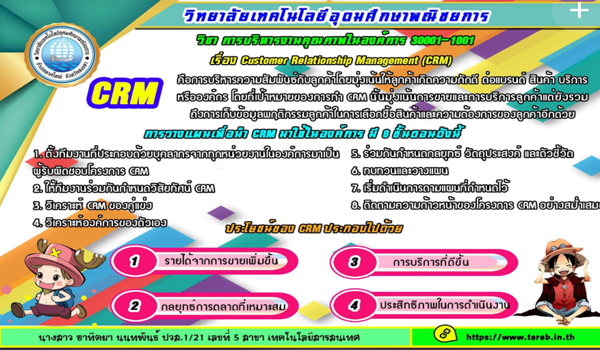 วิทยาลัยเทคโนโลยีอุดมศึกษาพณิชยการ
วิชา การบริหารงานคุณภาพในองค์การ 30001-1001
เรื่อง Customer Relationship Management (CRM)
CRM
คือการบริหารความสัมพันธ์กับลูกค้าโดยมุ่งเน้นให้ลูกค้าเกิดความภักดี ต่อแบรนด์ สินค้า บริการ
หรือองค์กร โดยที่เป้าหมายของการทำ CRM นั้นมุ่งเน้นการขายและการบริการลูกค้าแต่ยังรวม
ถึงการเก็บข้อมูลพฤติกรรมลูกค้าในการเลือกซื้อสินค้าและความต้องการของลูกค้าอีกด้วย
การวางแผนเพื่อนำ CRM มาใช้ในองค์การ มี 8 ขั้นตอนดังนี้
1. ตั้งทีมงานที่ประกอบด้วยบุคลากรจากทุกหน่วยงานในองค์การมาเป็น
ผู้รับผิดชอบโครงการ CRM
2. ให้ทีมงานร่วมกันกำหนดวิสัยทัศน์ CRM
3. วิเคราะห์ CRM ของคู่แข่ง
4. วิเคราะห์องค์การของตัวเอง
5. ร่วมกันกำหนดกลยุทธ์ วัตถุประสงค์ และตัวชี้วัด
6. ทบทวนและวางแผน
7. เริ่มดำเนินการตามแผนที่กำหนดไว้
8. ติดตามความก้าวหน้าของโครงการ CRM อย่างสม่ำเสมอ
ประโยชน์ของ CRM ประกอบไปด้วย
1 รายได้จากการขายเพิ่มขึ้น
3 การบริการที่ดีขึ้น
2 กลยุทธ์การตลาดที่เหมาะสม
4 ประสิทธิภาพในการดำเนินงาน
นางสาว อาทิตยา นนทพันธ์ ปวส.1/21 เลขที่ 5 สาขา เทคโนโลยีสารสนเทศ
https://www.tereb.in.th